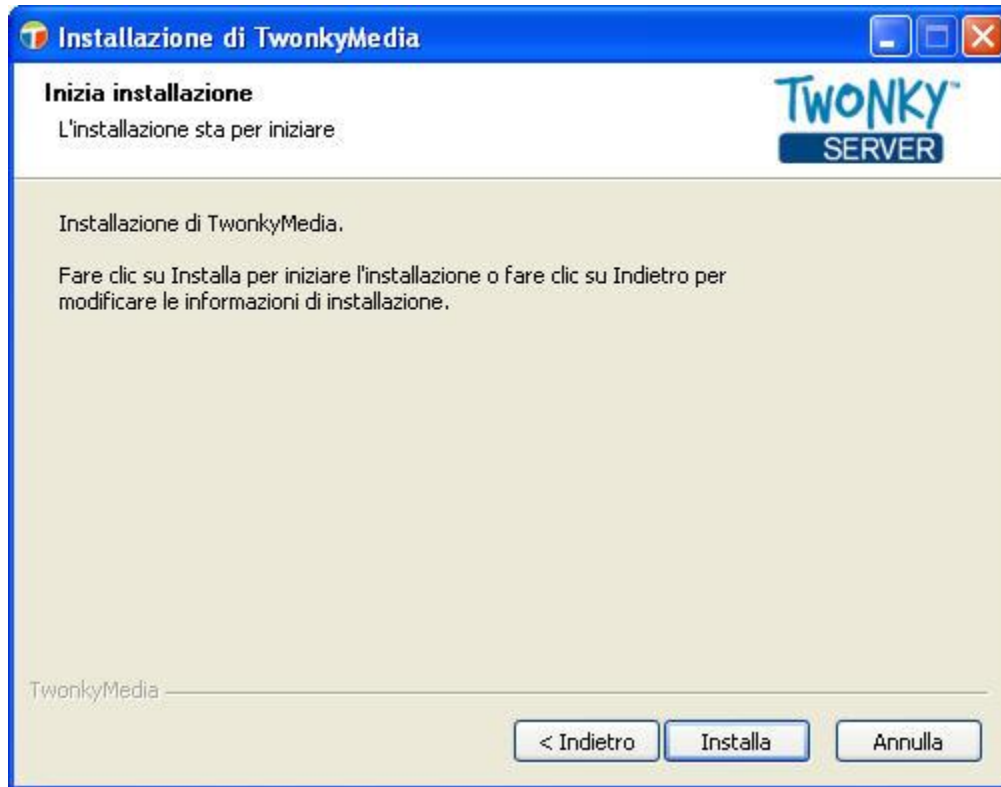 Installazione di TwonkyMedia
Inizia installazione
L'installazione sta per iniziare
TWONKY™
SERVER
Installazione di TwonkyMedia.
Fare clic su Installa per iniziare l'installazione o fare clic su Indietro per
modificare le informazioni di installazione.
TwonkyMedia
< Indietro
Installa
Annulla